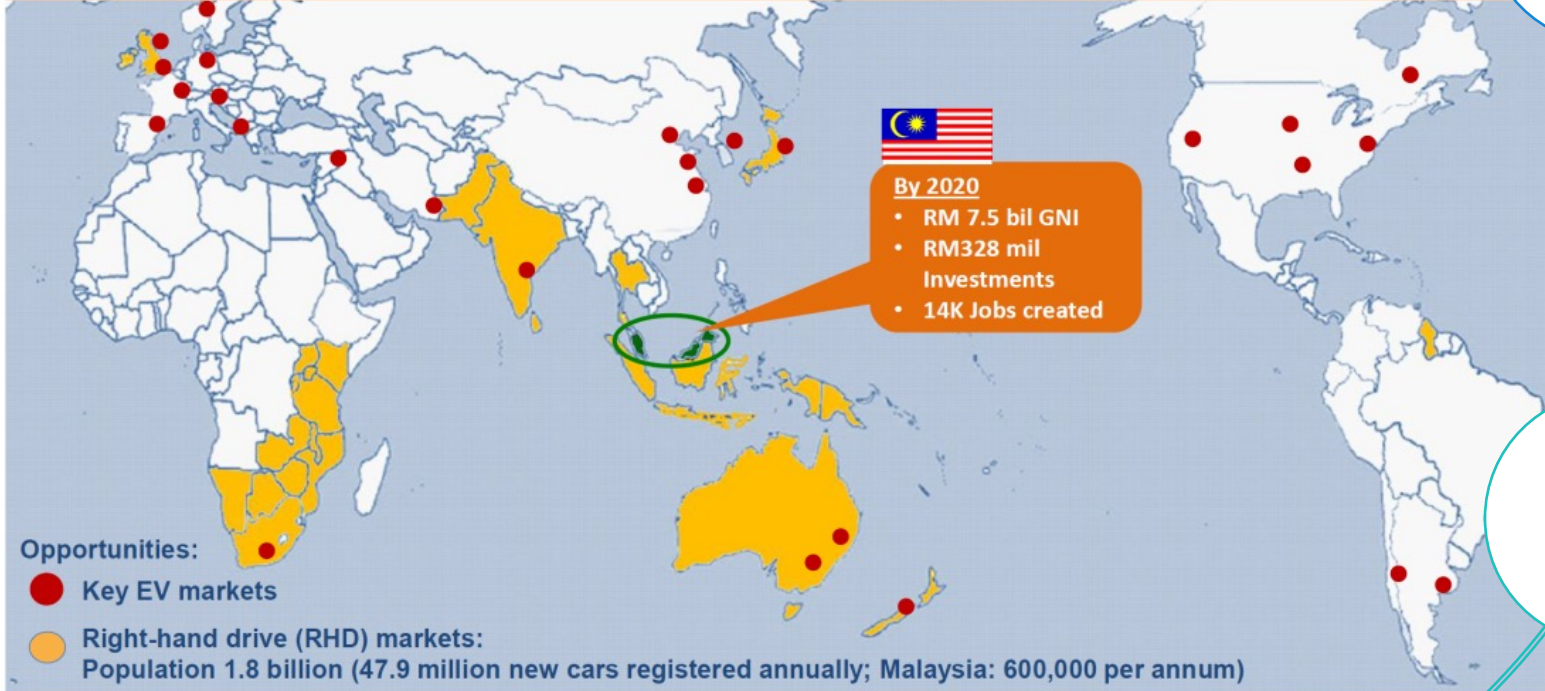 By 2020
• RM 7.5 bil GNI
• RM328 mil
Investments
• 14K Jobs created
Opportunities:
Key EV markets
Right-hand drive (RHD) markets:
Population 1.8 billion (47.9 million new cars registered annually; Malaysia: 600,000 per annum)